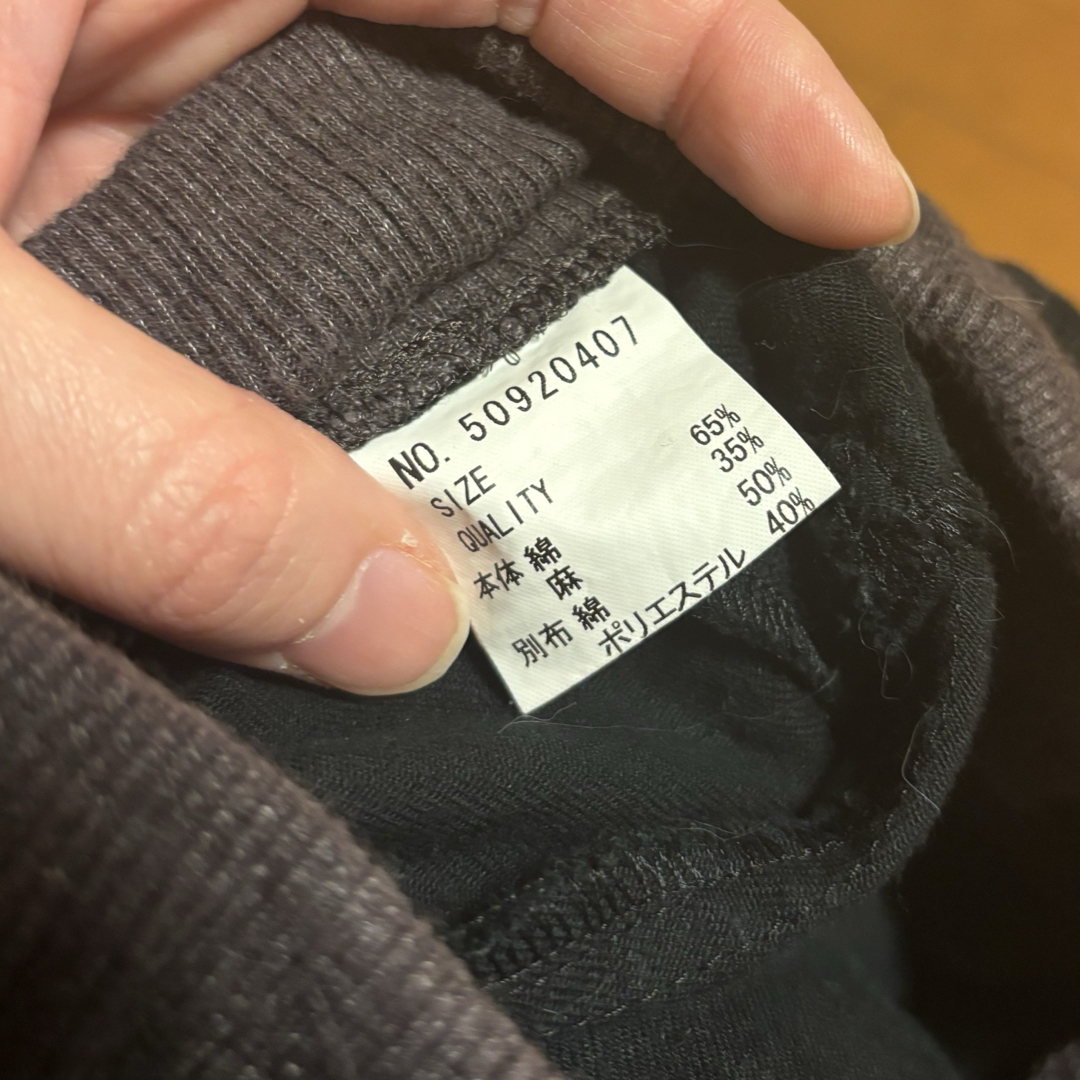 NO. 50920407
SIZE
QUALITY
本体 綿 65%
麻 35%
別布 綿 50%
ポリエステル 40%